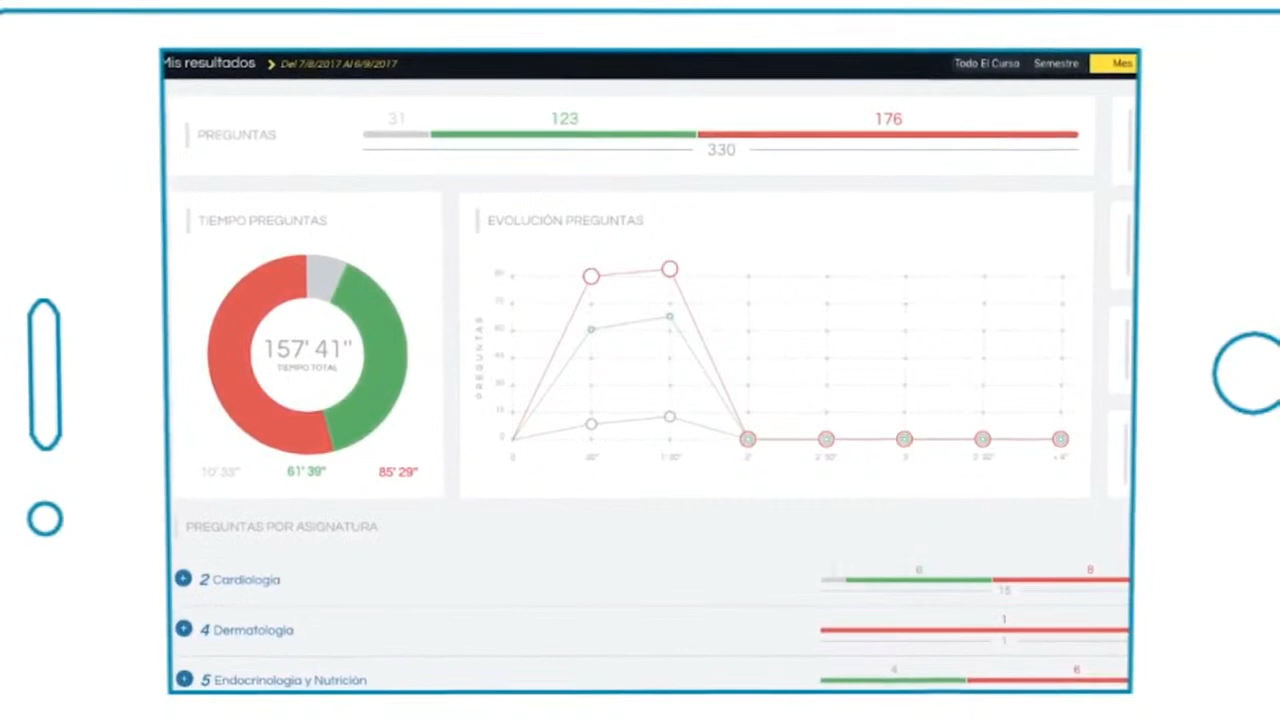 Mis resultados > Del 7/8/2017 Al 6/9/2017
Todo El Curso Semestre Mes
PREGUNTAS
31 123 176
330
TIEMPO PREGUNTAS
157' 41"
TIEMPO TOTAL
10' 33" 61' 39" 85' 29"
EVOLUCIÓN PREGUNTAS
PREGUNTAS
PREGUNTAS POR ASIGNATURA
2 Cardiología
6 8
15
4 Dermatología
1
1
5 Endocrinología y Nutrición
4 6